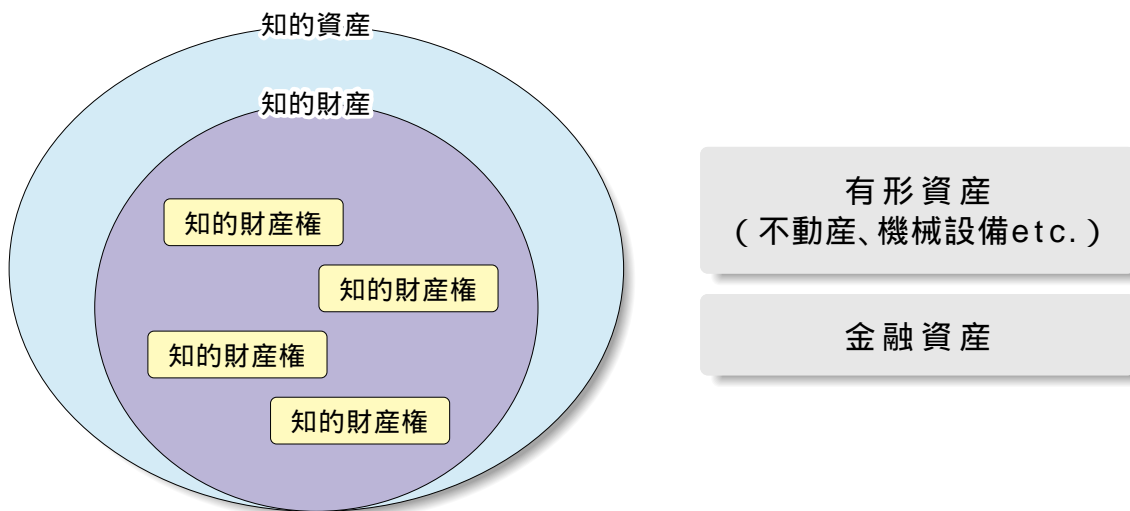 知的資産
知的財産
知的財産権
知的財産権
知的財産権
知的財産権
有形資産
（不動産、機械設備etc.）
金融資産